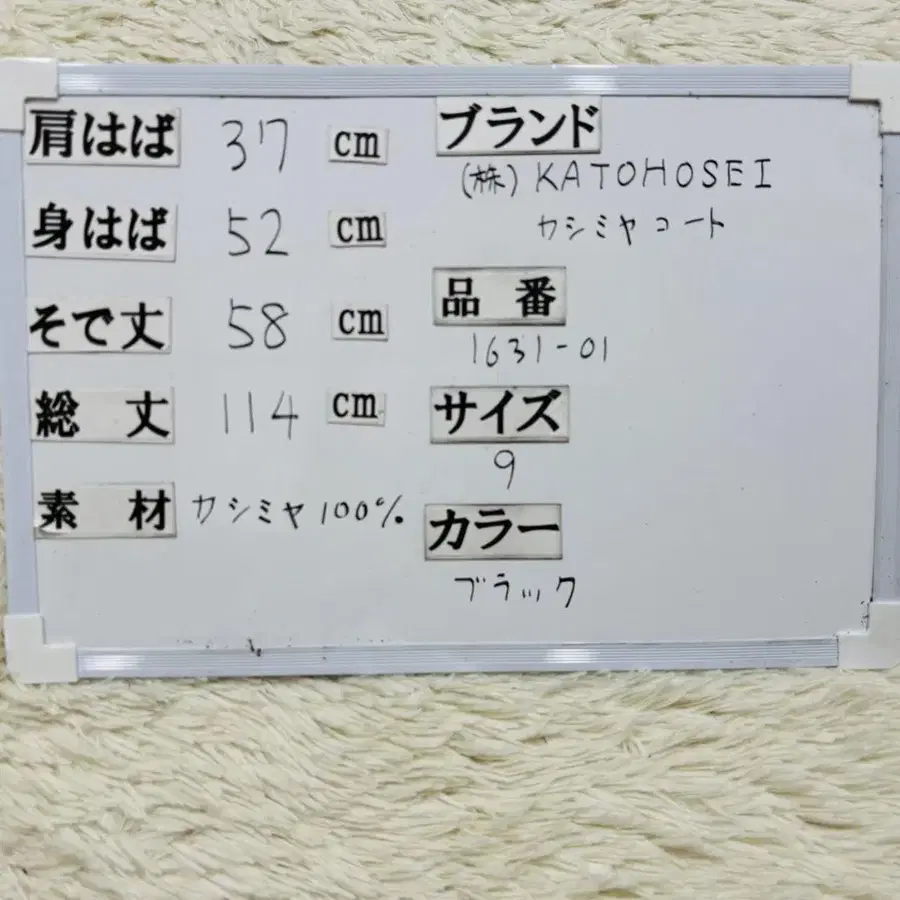 肩はば 37 cm
身はば 52 cm
そで丈 58 cm
総丈 114 cm
素材 カシミヤ100%
ブランド
(株)KATOHOSEI
カシミヤコート
品番
1631-01
サイズ
9
カラー
ブラック